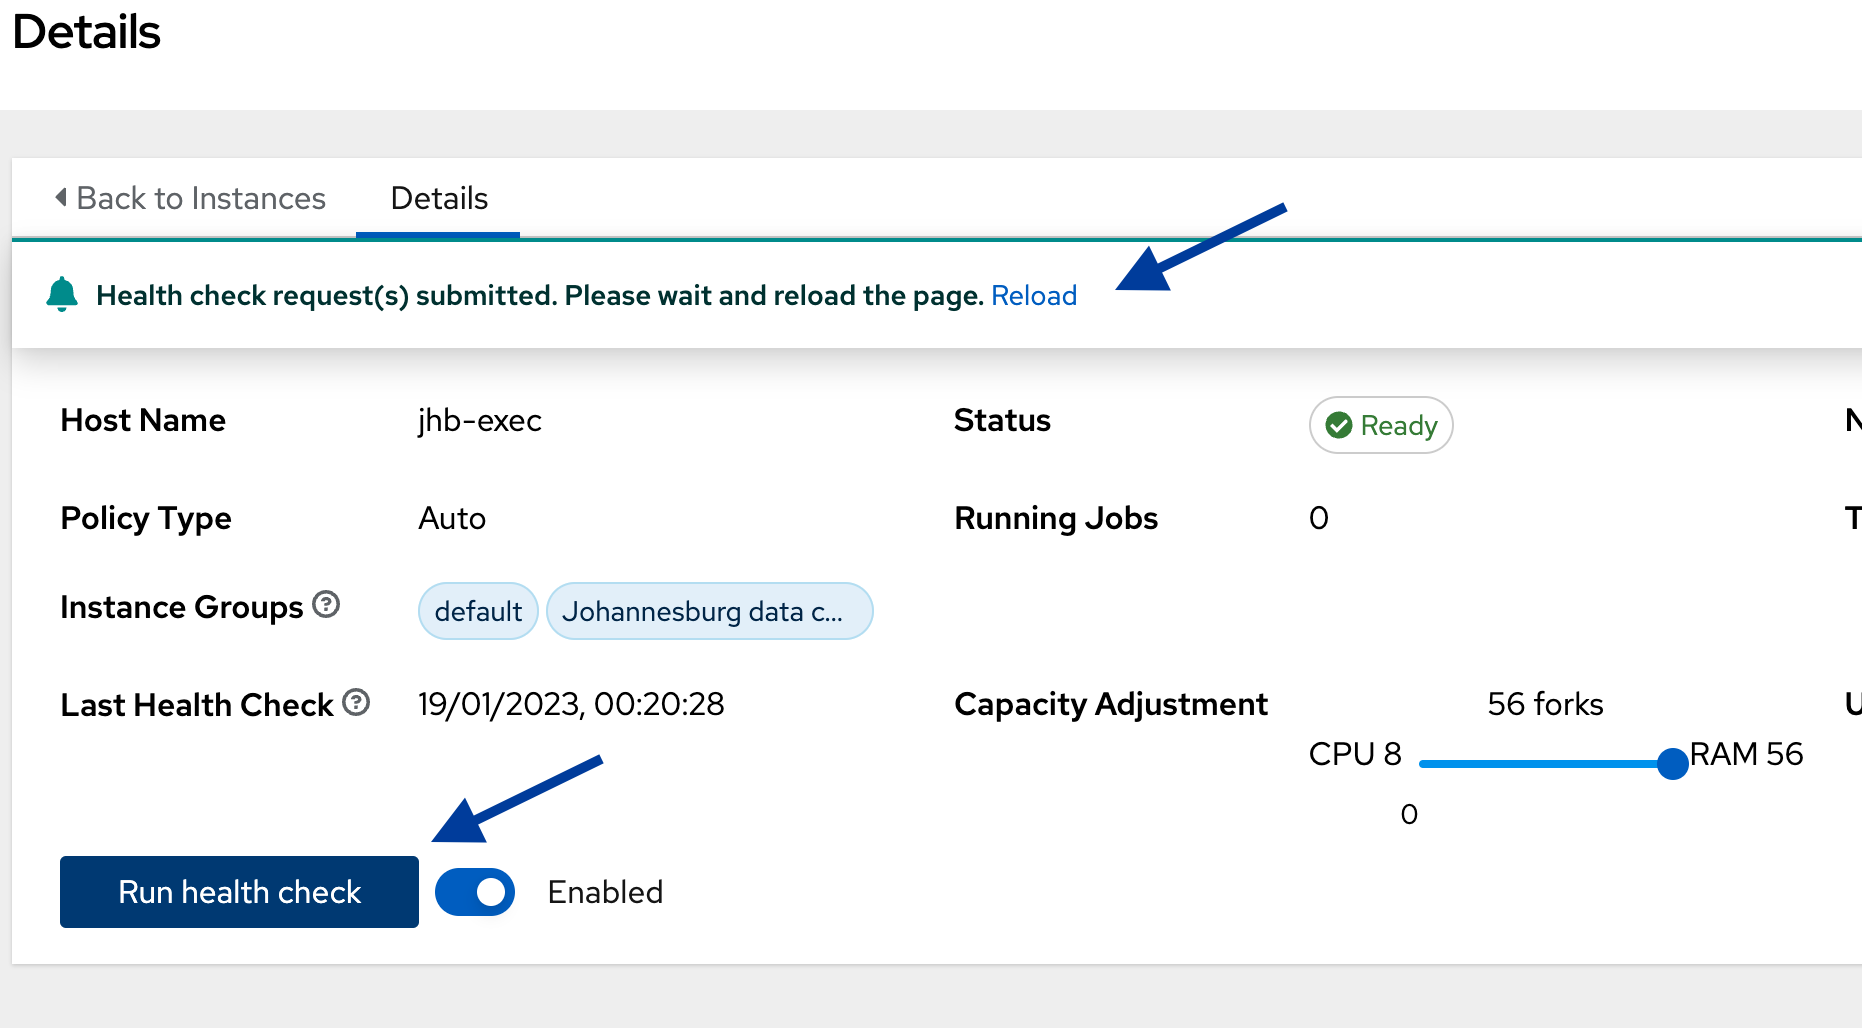 Details
Back to Instances Details
Health check request(s) submitted. Please wait and reload the page. Reload
Host Name jhb-exec Status Ready N
Policy Type Auto Running Jobs 0 T
Instance Groups default Johannesburg data c...
Last Health Check 19/01/2023, 00:20:28 Capacity Adjustment 56 forks U
CPU 8 RAM 56
0
Run health check Enabled